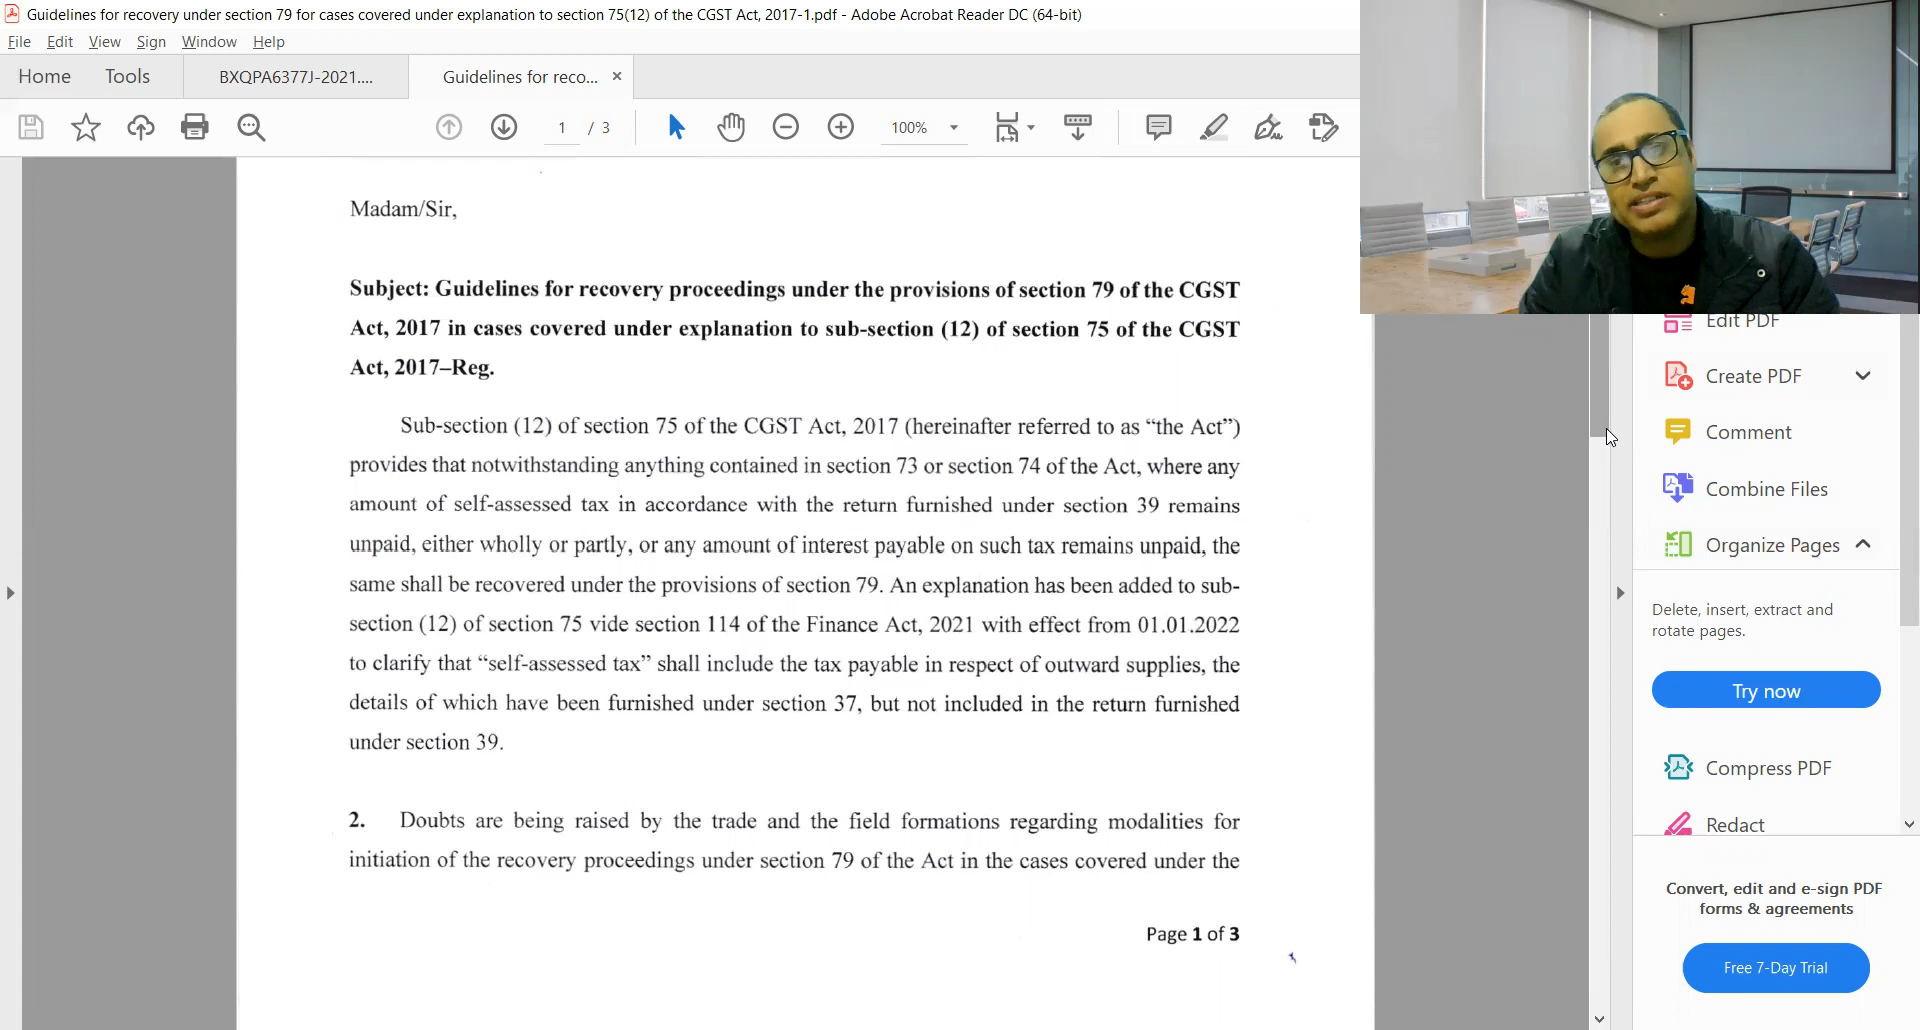 Guidelines for recovery under section 79 for cases covered under explanation to section 75(12) of the CGST Act, 2017-1.pdf - Adobe Acrobat Reader DC (64-bit)
File Edit View Sign Window Help
Home Tools BXQPA6377J-2021.... Guidelines for reco... ×
1 / 3 100%
Madam/Sir,
Subject: Guidelines for recovery proceedings under the provisions of section 79 of the CGST
Act, 2017 in cases covered under explanation to sub-section (12) of section 75 of the CGST
Act, 2017–Reg.
Sub-section (12) of section 75 of the CGST Act, 2017 (hereinafter referred to as “the Act”)
provides that notwithstanding anything contained in section 73 or section 74 of the Act, where any
amount of self-assessed tax in accordance with the return furnished under section 39 remains
unpaid, either wholly or partly, or any amount of interest payable on such tax remains unpaid, the
same shall be recovered under the provisions of section 79. An explanation has been added to sub-
section (12) of section 75 vide section 114 of the Finance Act, 2021 with effect from 01.01.2022
to clarify that “self-assessed tax” shall include the tax payable in respect of outward supplies, the
details of which have been furnished under section 37, but not included in the return furnished
under section 39.
2. Doubts are being raised by the trade and the field formations regarding modalities for
initiation of the recovery proceedings under section 79 of the Act in the cases covered under the
Page 1 of 3
Edit PDF
Create PDF
Comment
Combine Files
Organize Pages
Delete, insert, extract and
rotate pages.
Try now
Compress PDF
Redact
Convert, edit and e-sign PDF
forms & agreements
Free 7-Day Trial